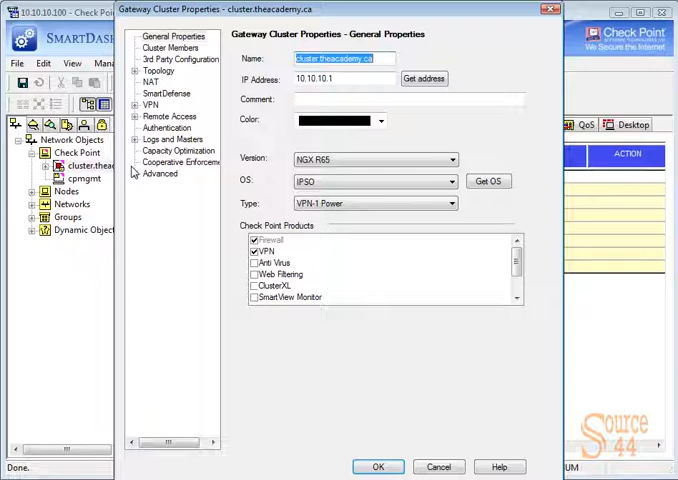 10.10.10.100 - Check Point
Gateway Cluster Properties - cluster.theacademy.ca
SMARTDASH
Check Point
We Secure the Internet.
File Edit View Mana
QoS Desktop
ACTION
Network Objects
Check Point
cluster.theac
cpmgmt
Nodes
Networks
Groups
Dynamic Object
General Properties
Cluster Members
3rd Party Configuration
Topology
NAT
SmartDefense
VPN
Remote Access
Authentication
Logs and Masters
Capacity Optimization
Cooperative Enforceme
Advanced
Gateway Cluster Properties - General Properties
Name: cluster.theacademy.ca
IP Address: 10.10.10.1 Get address
Comment:
Color:
Version: NGX R65
OS: IPSO Get OS
Type: VPN-1 Power
Check Point Products
Firewall
VPN
Anti Virus
Web Filtering
ClusterXL
SmartView Monitor
OK Cancel Help
Source
44
Done.
UM